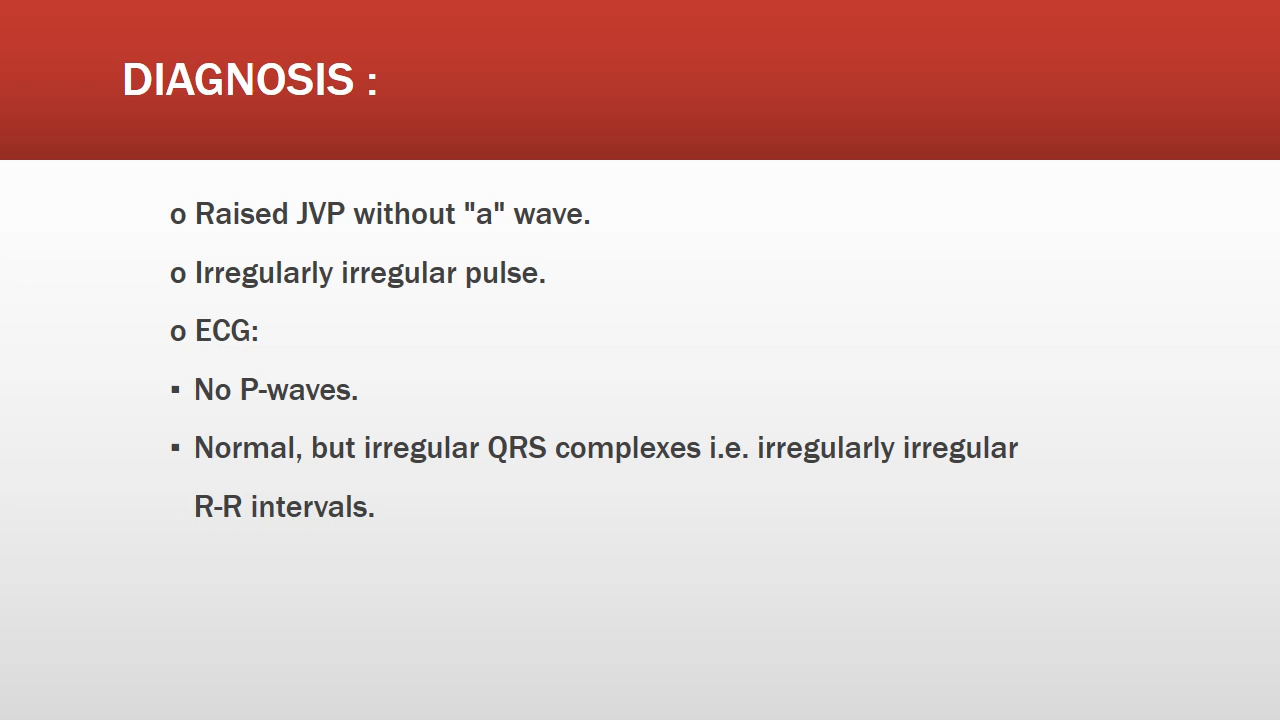 DIAGNOSIS :
o Raised JVP without "a" wave.
o Irregularly irregular pulse.
o ECG:
▪ No P-waves.
▪ Normal, but irregular QRS complexes i.e. irregularly irregular
R-R intervals.